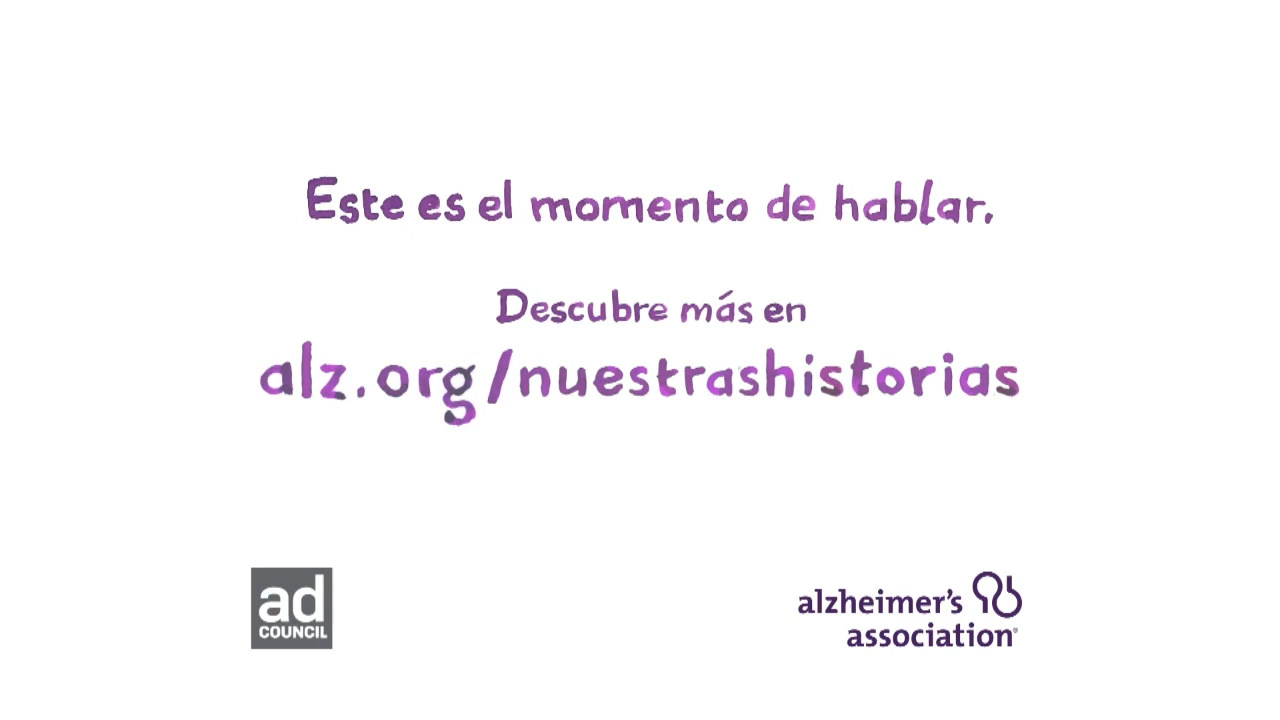 Este es el momento de hablar.
Descubre más en
alz.org/nuestrashistorias
ad
COUNCIL
alzheimer's
association®